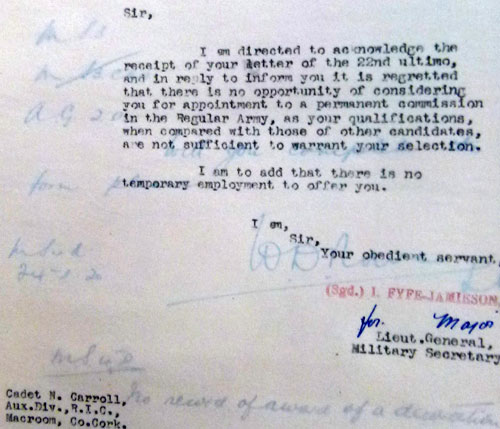 Sir,
I am directed to acknowledge the
receipt of your letter of the 22nd ultimo,
and in reply to inform you it is regretted
that there is no opportunity of considering
you for appointment to a permanent commission
in the Regular Army, as your qualifications,
when compared with those of other candidates,
are not sufficient to warrant your selection.
I am to add that there is no
temporary employment to offer you.
I am,
Sir,
Your obedient servant,
(Sgd.) I. FYFE-JAMIESON,
for. Major
Lieut.General,
Military Secretary
No record of award of a decoration
Cadet N. Carroll,
Aux.Div.,R.I.C.,
Macroom, Co.Cork.